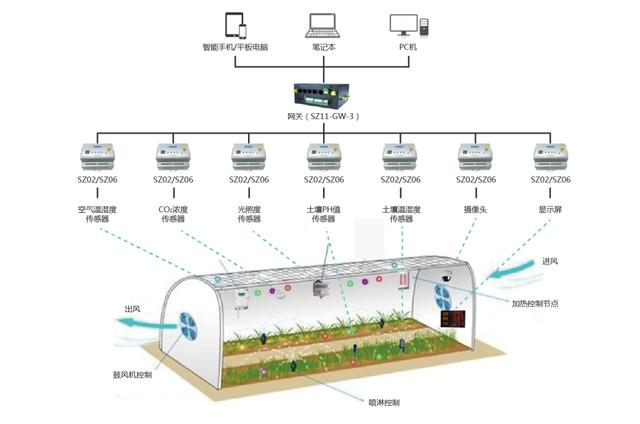 智能手机/平板电脑
笔记本
PC机
网关（SZ11-GW-3）
SZ02/SZ06
SZ02/SZ06
SZ02/SZ06
SZ02/SZ06
SZ02/SZ06
SZ02/SZ06
SZ02/SZ06
空气温湿度
传感器
CO₂浓度
传感器
光照度
传感器
土壤PH值
传感器
土壤温湿度
传感器
摄像头
显示屏
进风
出风
加热控制节点
鼓风机控制
喷淋控制